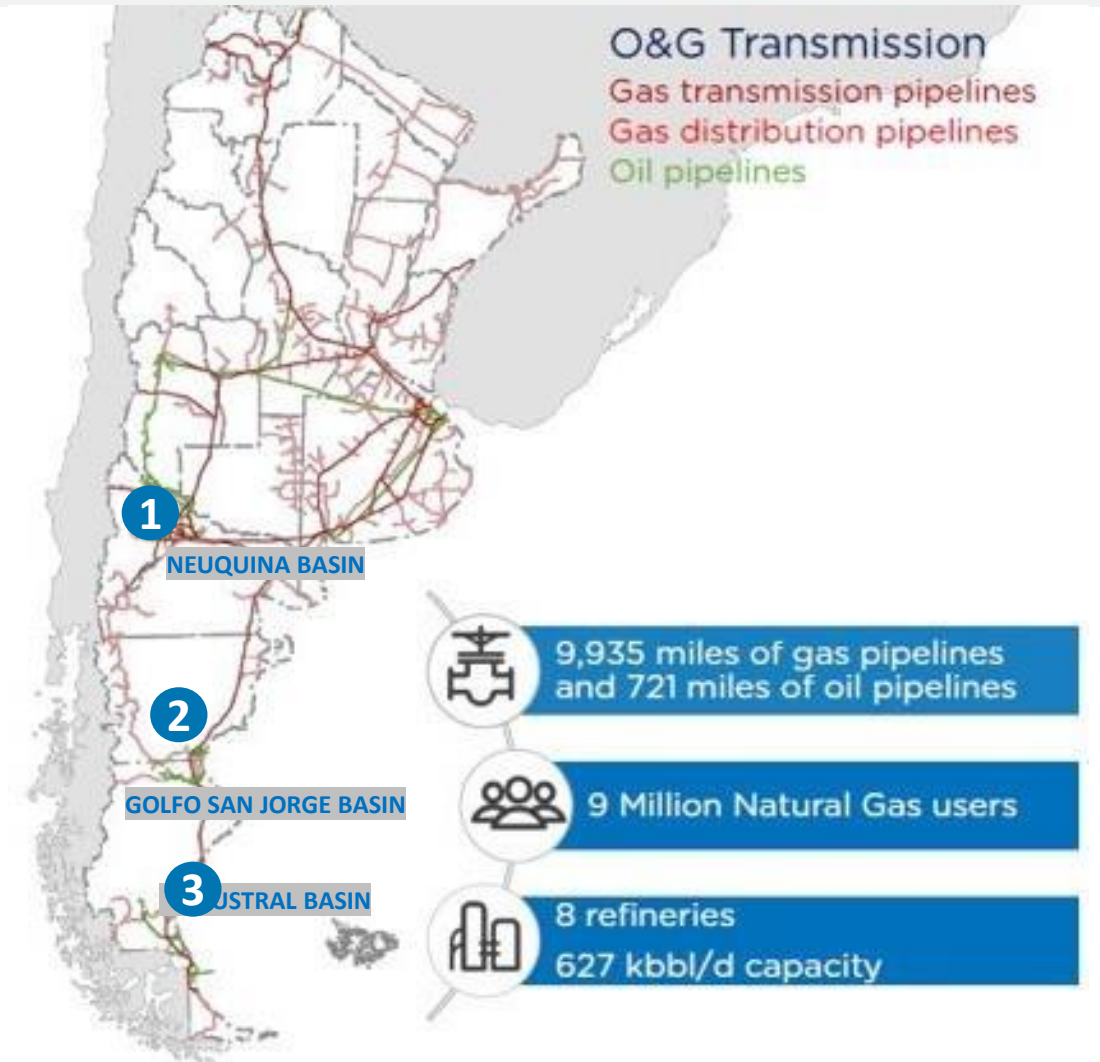 O&G Transmission
Gas transmission pipelines
Gas distribution pipelines
Oil pipelines
1
NEUQUINA BASIN
2
GOLFO SAN JORGE BASIN
3
USTRAL BASIN
9,935 miles of gas pipelines
and 721 miles of oil pipelines
9 Million Natural Gas users
8 refineries
627 kbbl/d capacity